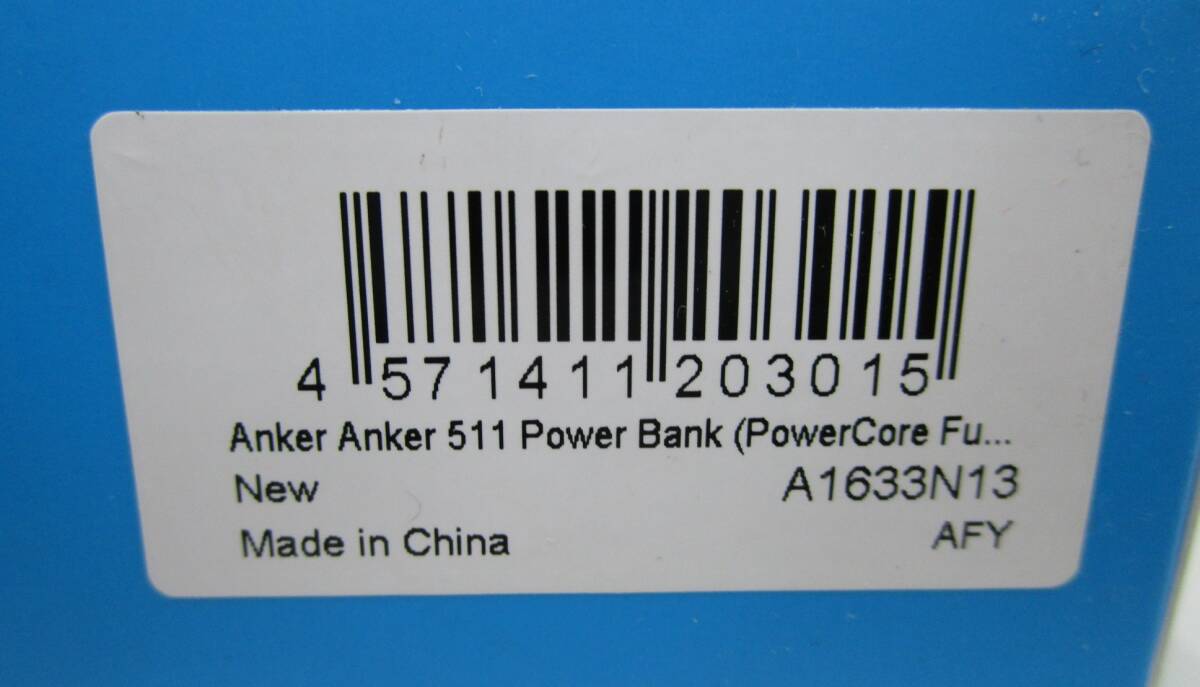 4 571411 203015
Anker Anker 511 Power Bank (PowerCore Fu...
New A1633N13
Made in China AFY